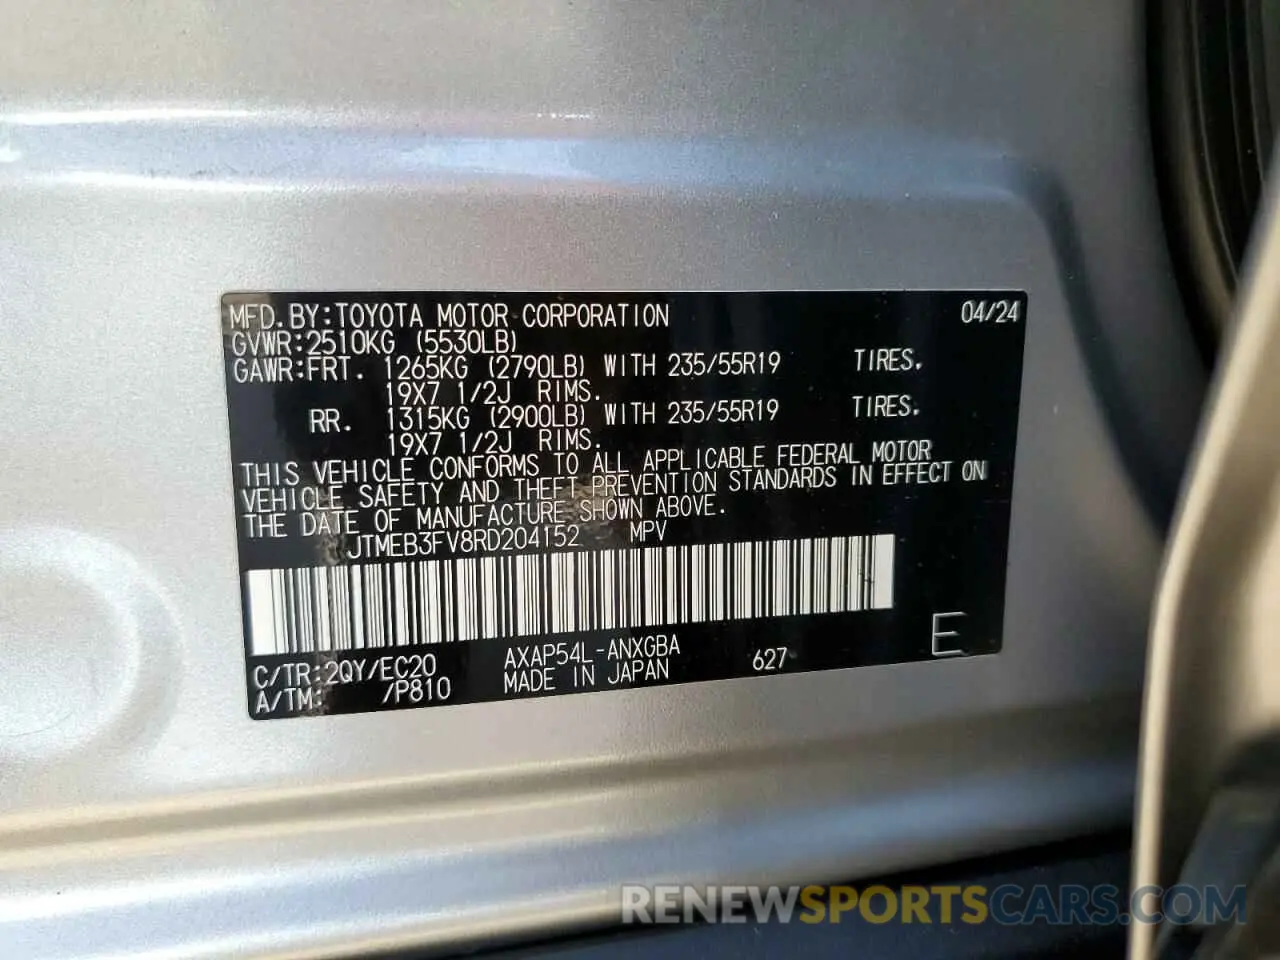 MFD.BY:TOYOTA MOTOR CORPORATION 04/24
GVWR:2510KG (5530LB)
GAWR:FRT. 1265KG (2790LB) WITH 235/55R19 TIRES.
19X7 1/2J RIMS.
RR. 1315KG (2900LB) WITH 235/55R19 TIRES.
19X7 1/2J RIMS.
THIS VEHICLE CONFORMS TO ALL APPLICABLE FEDERAL MOTOR
VEHICLE SAFETY AND THEFT PREVENTION STANDARDS IN EFFECT ON
THE DATE OF MANUFACTURE SHOWN ABOVE.
JTMEB3FV8RD204152 MPV
C/TR:2QY/EC20 AXAP54L-ANXGBA 627 E
A/TM: /P810 MADE IN JAPAN
RENEWSPORTSCARS.COM